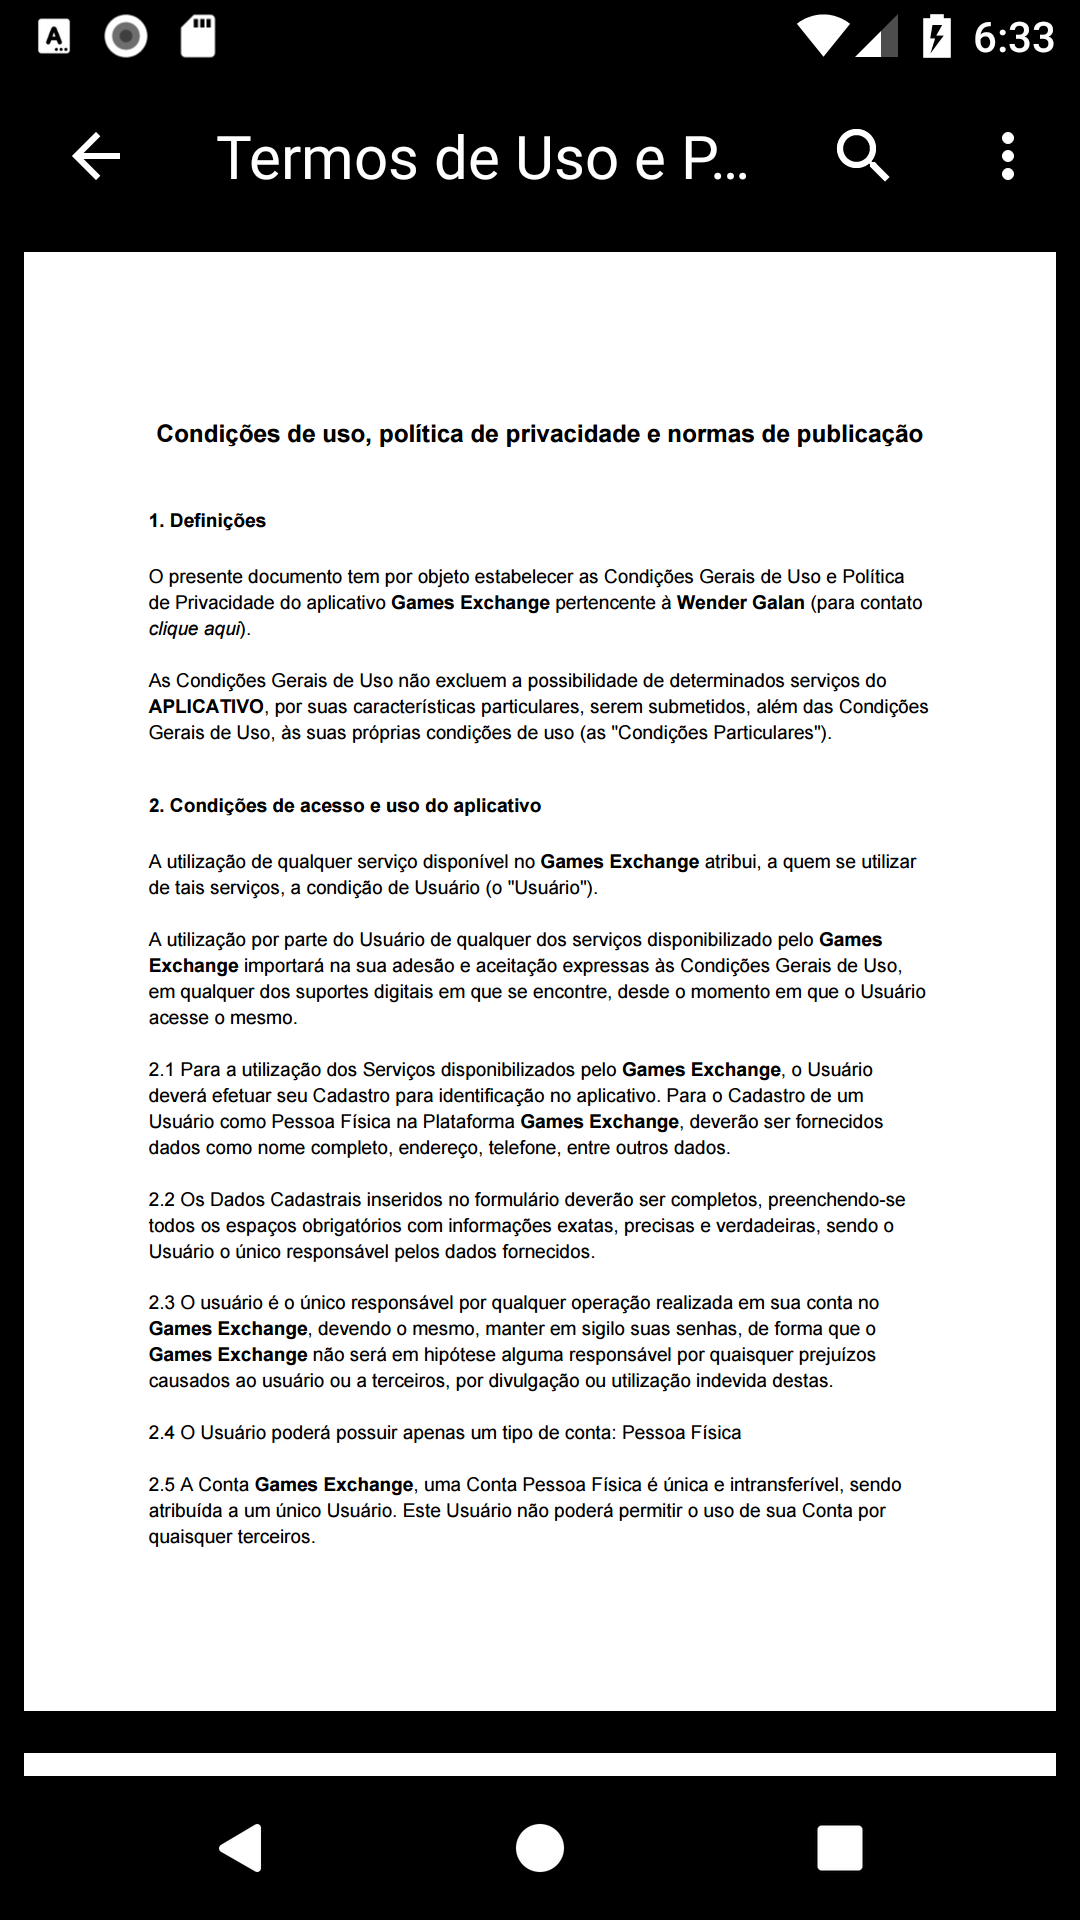 6:33
Termos de Uso e P...
Condições de uso, política de privacidade e normas de publicação
1. Definições
O presente documento tem por objeto estabelecer as Condições Gerais de Uso e Política
de Privacidade do aplicativo Games Exchange pertencente à Wender Galan (para contato
clique aqui).
As Condições Gerais de Uso não excluem a possibilidade de determinados serviços do
APLICATIVO, por suas características particulares, serem submetidos, além das Condições
Gerais de Uso, às suas próprias condições de uso (as "Condições Particulares").
2. Condições de acesso e uso do aplicativo
A utilização de qualquer serviço disponível no Games Exchange atribui, a quem se utilizar
de tais serviços, a condição de Usuário (o "Usuário").
A utilização por parte do Usuário de qualquer dos serviços disponibilizado pelo Games
Exchange importará na sua adesão e aceitação expressas às Condições Gerais de Uso,
em qualquer dos suportes digitais em que se encontre, desde o momento em que o Usuário
acesse o mesmo.
2.1 Para a utilização dos Serviços disponibilizados pelo Games Exchange, o Usuário
deverá efetuar seu Cadastro para identificação no aplicativo. Para o Cadastro de um
Usuário como Pessoa Física na Plataforma Games Exchange, deverão ser fornecidos
dados como nome completo, endereço, telefone, entre outros dados.
2.2 Os Dados Cadastrais inseridos no formulário deverão ser completos, preenchendo-se
todos os espaços obrigatórios com informações exatas, precisas e verdadeiras, sendo o
Usuário o único responsável pelos dados fornecidos.
2.3 O usuário é o único responsável por qualquer operação realizada em sua conta no
Games Exchange, devendo o mesmo, manter em sigilo suas senhas, de forma que o
Games Exchange não será em hipótese alguma responsável por quaisquer prejuízos
causados ao usuário ou a terceiros, por divulgação ou utilização indevida destas.
2.4 O Usuário poderá possuir apenas um tipo de conta: Pessoa Física
2.5 A Conta Games Exchange, uma Conta Pessoa Física é única e intransferível, sendo
atribuída a um único Usuário. Este Usuário não poderá permitir o uso de sua Conta por
quaisquer terceiros.